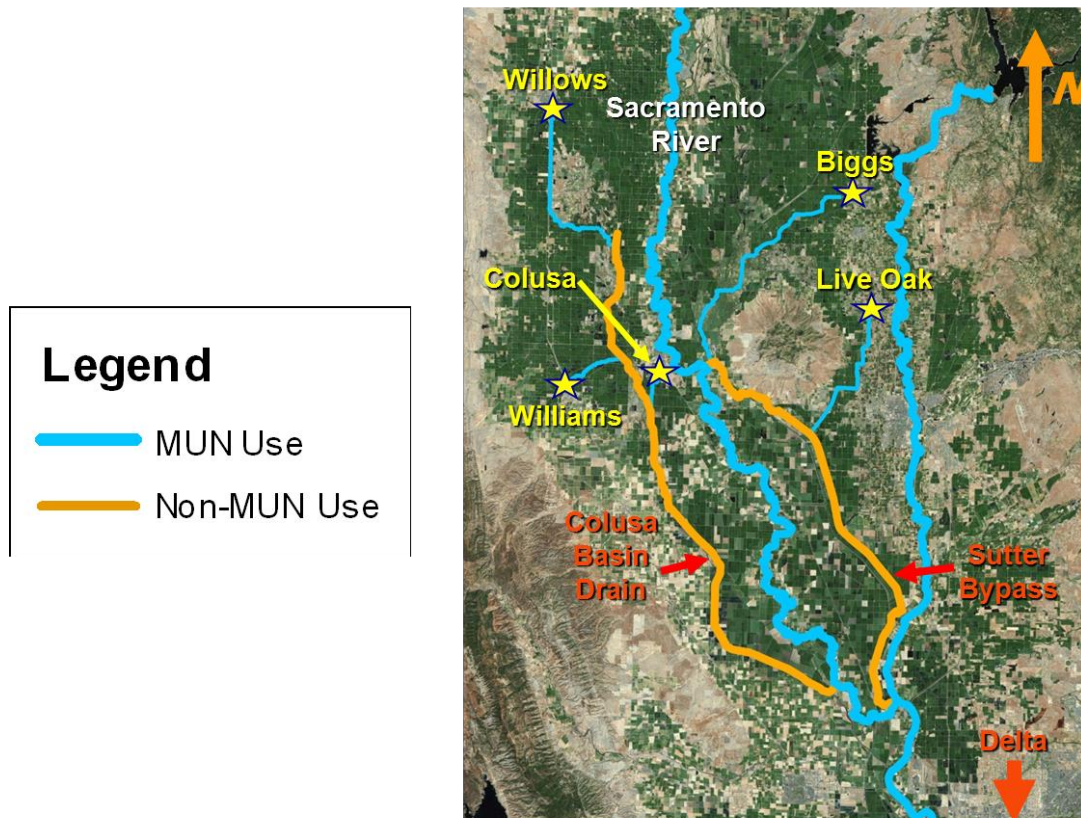 Legend
MUN Use
Non-MUN Use
N
Willows
Sacramento
River
Biggs
Colusa
Live Oak
Williams
Colusa
Basin
Drain
Sutter
Bypass
Delta